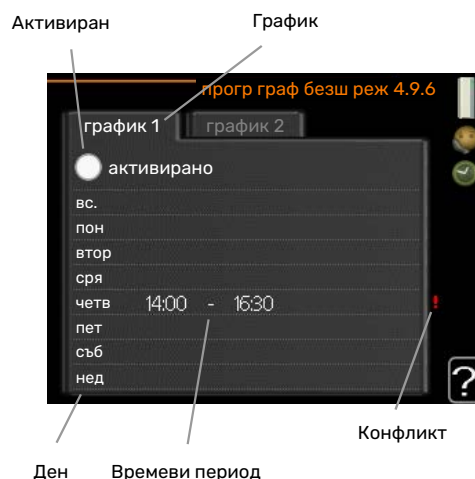 Активиран График
прогр граф безш реж 4.9.6
график 1 график 2
активирано
вс.
пон
втор
сря
четв 14:00 - 16:30 !
пет
съб
нед
?
Конфликт
Ден Времеви период